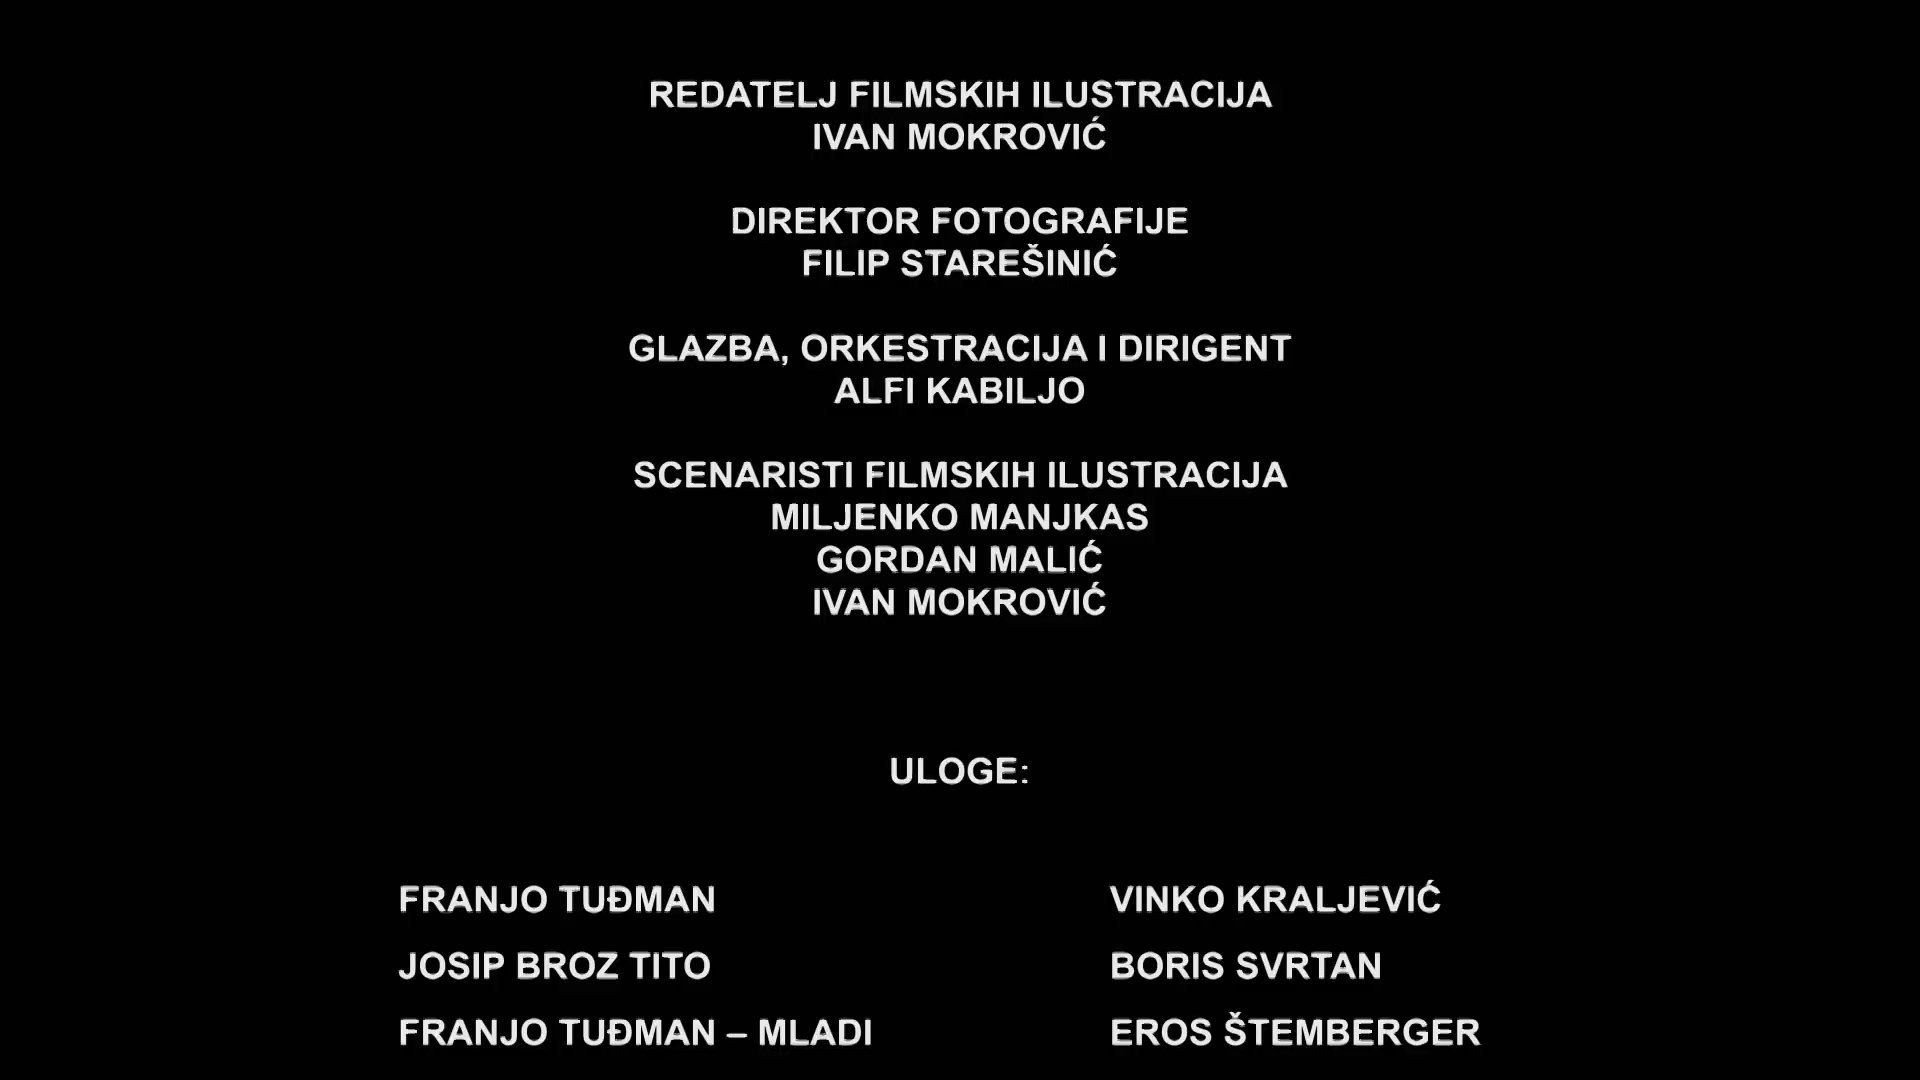 REDATELJ FILMSKIH ILUSTRACIJA
IVAN MOKROVIĆ
DIREKTOR FOTOGRAFIJE
FILIP STAREŠINIĆ
GLAZBA, ORKESTRACIJA I DIRIGENT
ALFI KABILJO
SCENARISTI FILMSKIH ILUSTRACIJA
MILJENKO MANJKAS
GORDAN MALIĆ
IVAN MOKROVIĆ
ULOGE:
FRANJO TUĐMAN VINKO KRALJEVIĆ
JOSIP BROZ TITO BORIS SVRTAN
FRANJO TUĐMAN – MLADI EROS ŠTEMBERGER